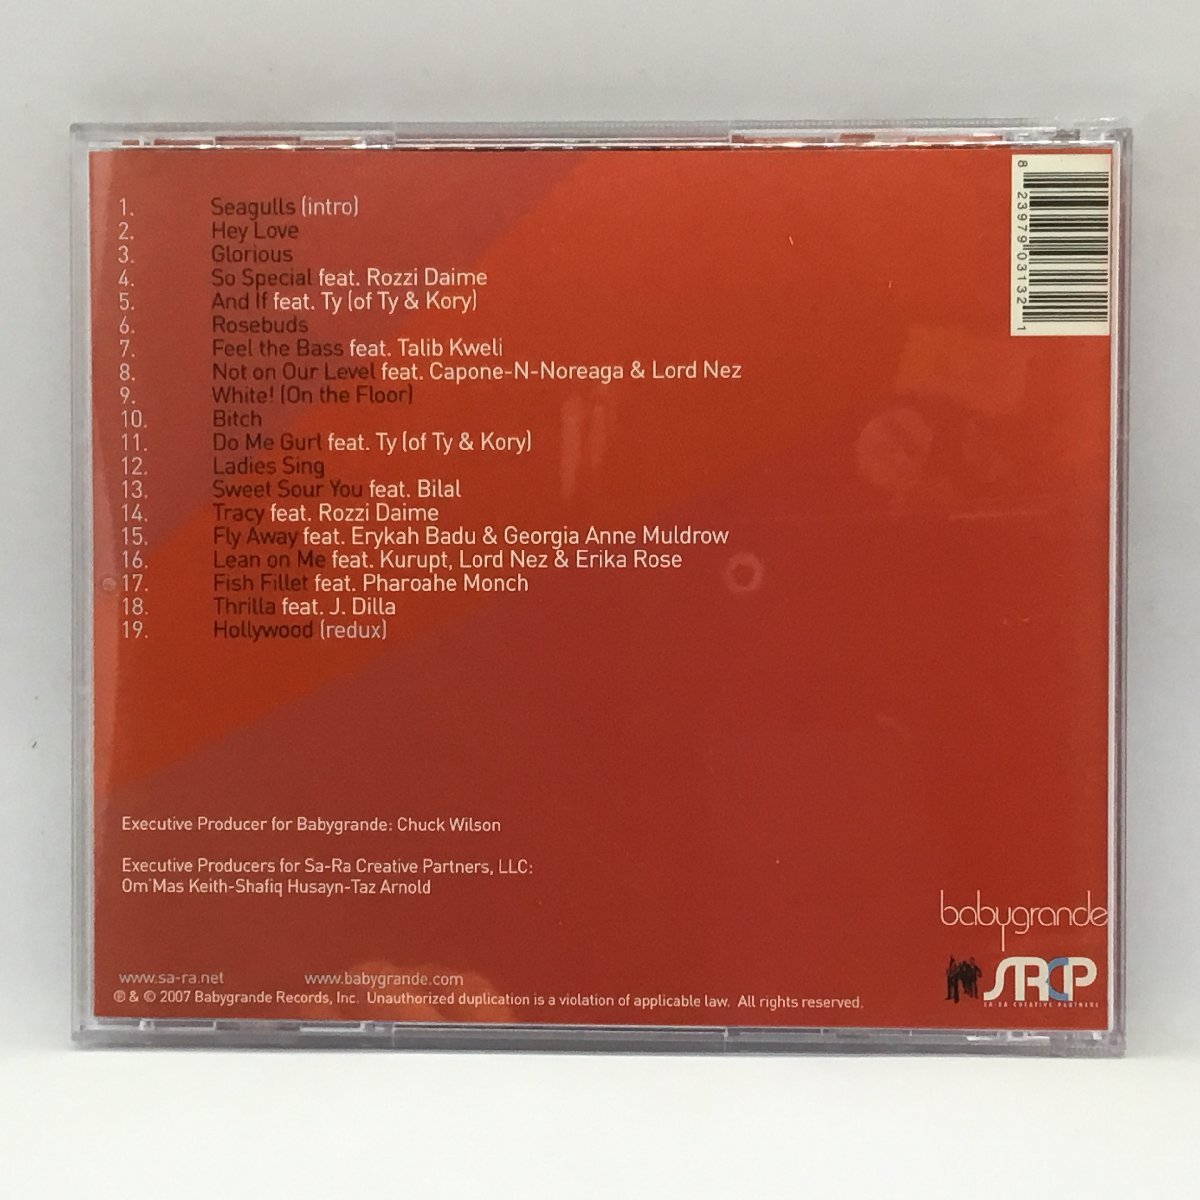 1. Seagulls (intro)
2. Hey Love
3. Glorious
4. So Special feat. Rozzi Daime
5. And If feat. Ty (of Ty & Kory)
6. Rosebuds
7. Feel the Bass feat. Talib Kweli
8. Not on Our Level feat. Capone-N-Noreaga & Lord Nez
9. White! (On the Floor)
10. Bitch
11. Do Me Gurl feat. Ty (of Ty & Kory)
12. Ladies Sing
13. Sweet Sour You feat. Bilal
14. Tracy feat. Rozzi Daime
15. Fly Away feat. Erykah Badu & Georgia Anne Muldrow
16. Lean on Me feat. Kurupt, Lord Nez & Erika Rose
17. Fish Fillet feat. Pharoahe Monch
18. Thrilla feat. J. Dilla
19. Hollywood (redux)
8 23979 03132 1
Executive Producer for Babygrande: Chuck Wilson
Executive Producers for Sa-Ra Creative Partners, LLC:
Om'Mas Keith-Shafiq Husayn-Taz Arnold
babygrande
SRCP
SA-RA CREATIVE PARTNERS
www.sa-ra.net www.babygrande.com
℗ & © 2007 Babygrande Records, Inc. Unauthorized duplication is a violation of applicable law. All rights reserved.